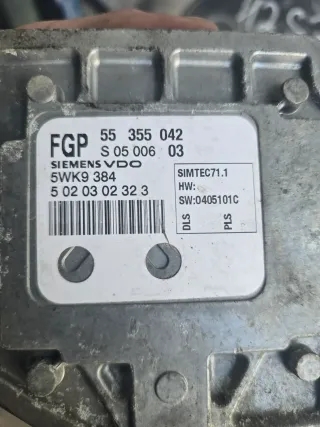 FGP 55 355 042
S 05 006 03
SIEMENS VDO
5WK9 384
5 02 03 02 32 3
SIMTEC71.1
HW:
SW:0405101C
DLS
PLS